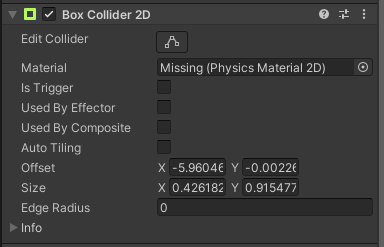 Box Collider 2D
Edit Collider
Material Missing (Physics Material 2D)
Is Trigger
Used By Effector
Used By Composite
Auto Tiling
Offset X -5.96046 Y -0.00226
Size X 0.426182 Y 0.915477
Edge Radius 0
Info